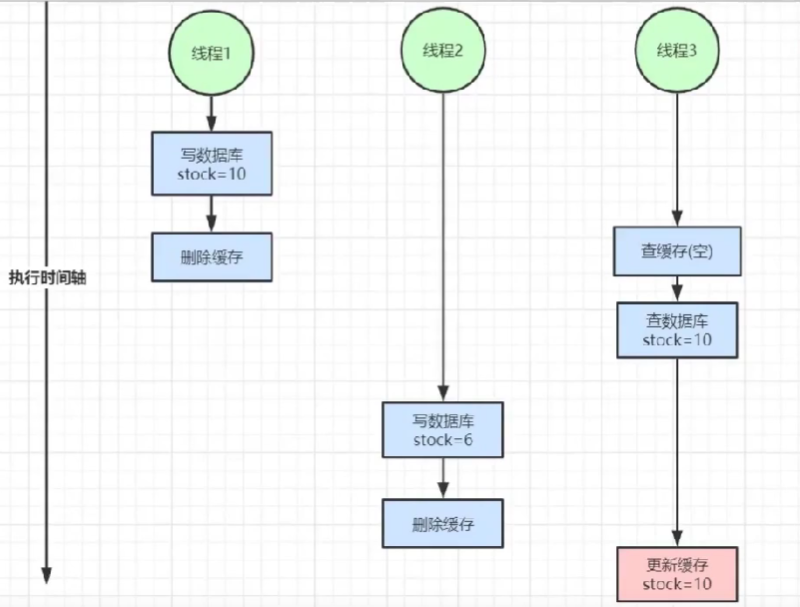 线程1
线程2
线程3
写数据库
stock=10
删除缓存
查缓存(空)
执行时间轴
查数据库
stock=10
写数据库
stock=6
删除缓存
更新缓存
stock=10